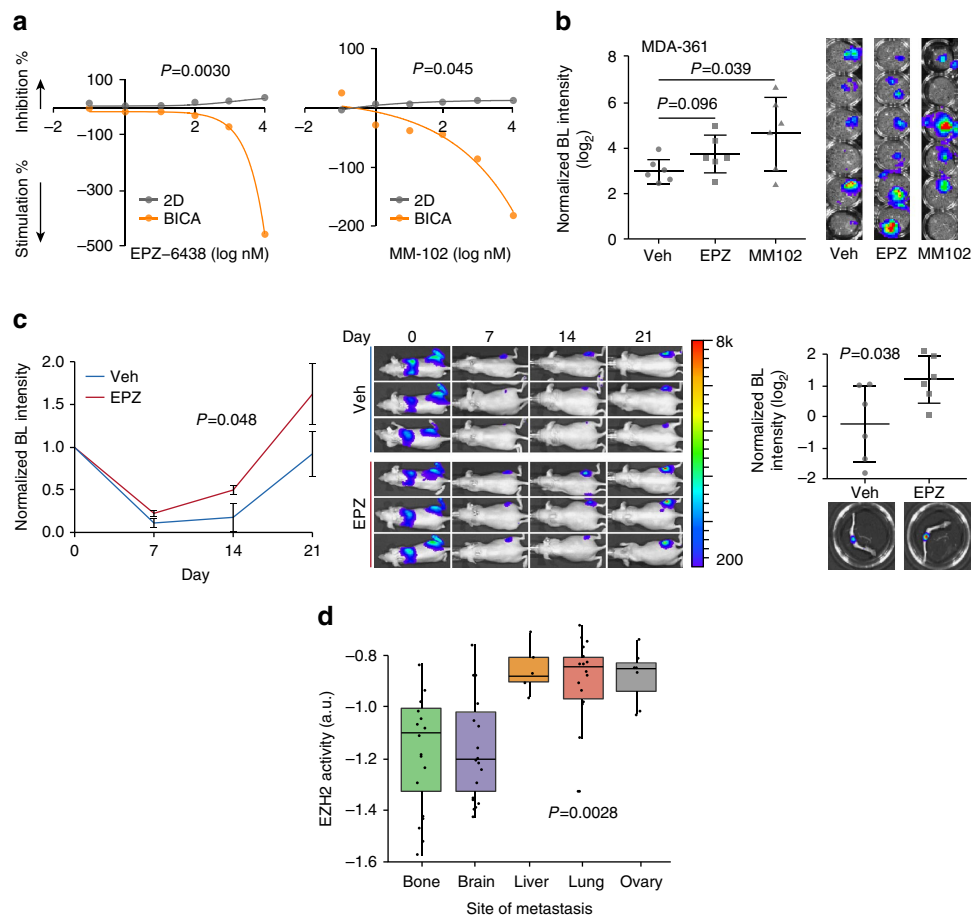 a
Inhibition %
Stimulation %
100
−100
−300
−500
−2
2
4
P=0.0030
2D
BICA
EPZ–6438 (log nM)
100
−100
−200
−2
2
4
P=0.045
2D
BICA
MM-102 (log nM)
b
MDA-361
Normalized BL intensity
(log2)
8
6
4
2
0
P=0.039
P=0.096
Veh
EPZ
MM102
Veh
EPZ
MM102
c
Normalized BL intensity
2.0
1.5
1.0
0.5
0.0
Veh
EPZ
P=0.048
0
7
14
21
Day
Day
0
7
14
21
Veh
EPZ
8k
200
Normalized BL
intensity (log2)
2
1
0
−1
−2
P=0.038
Veh
EPZ
d
EZH2 activity (a.u.)
−0.8
−1.0
−1.2
−1.4
−1.6
P=0.0028
Bone
Brain
Liver
Lung
Ovary
Site of metastasis